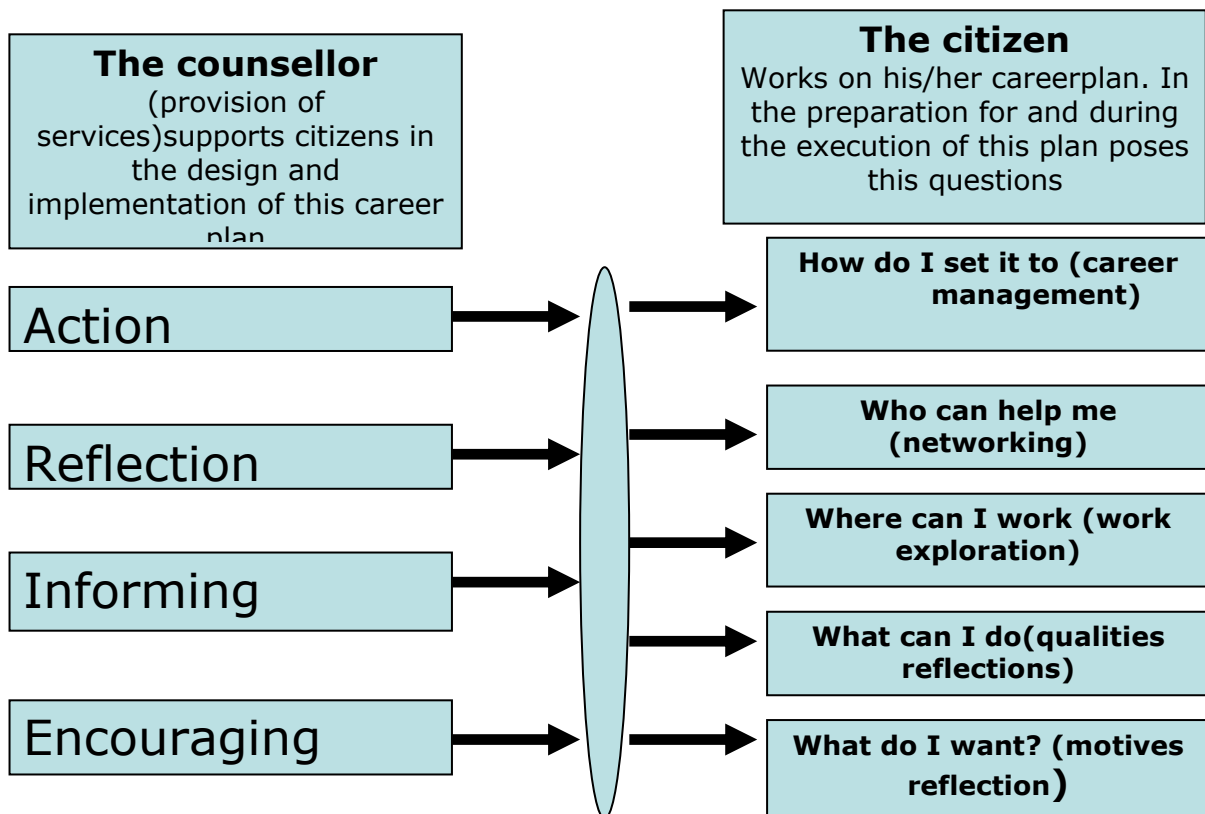 The counsellor
(provision of
services)supports citizens in
the design and
implementation of this career
plan
The citizen
Works on his/her careerplan. In
the preparation for and during
the execution of this plan poses
this questions
Action
Reflection
Informing
Encouraging
How do I set it to (career
management)
Who can help me
(networking)
Where can I work (work
exploration)
What can I do(qualities
reflections)
What do I want? (motives
reflection)